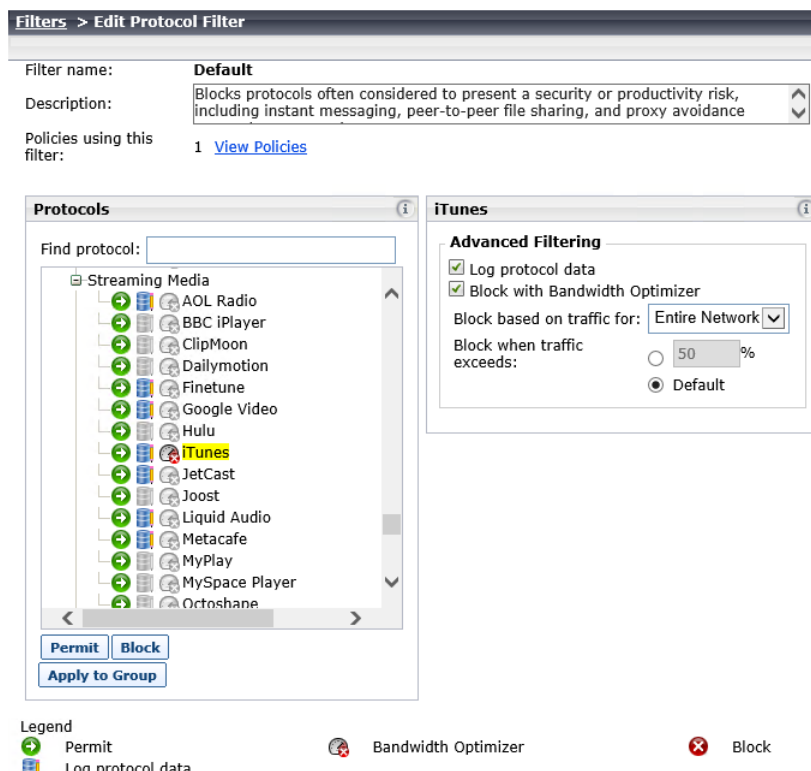 Filters > Edit Protocol Filter
Filter name: Default
Description: Blocks protocols often considered to present a security or productivity risk,
including instant messaging, peer-to-peer file sharing, and proxy avoidance
Policies using this
filter: 1 View Policies
Protocols
Find protocol:
Streaming Media
AOL Radio
BBC iPlayer
ClipMoon
Dailymotion
Finetune
Google Video
Hulu
iTunes
JetCast
Joost
Liquid Audio
Metacafe
MyPlay
MySpace Player
Octoshape
Permit Block
Apply to Group
iTunes
Advanced Filtering
Log protocol data
Block with Bandwidth Optimizer
Block based on traffic for: Entire Network
Block when traffic
exceeds: 50 %
Default
Legend
Permit Bandwidth Optimizer Block
Log protocol data